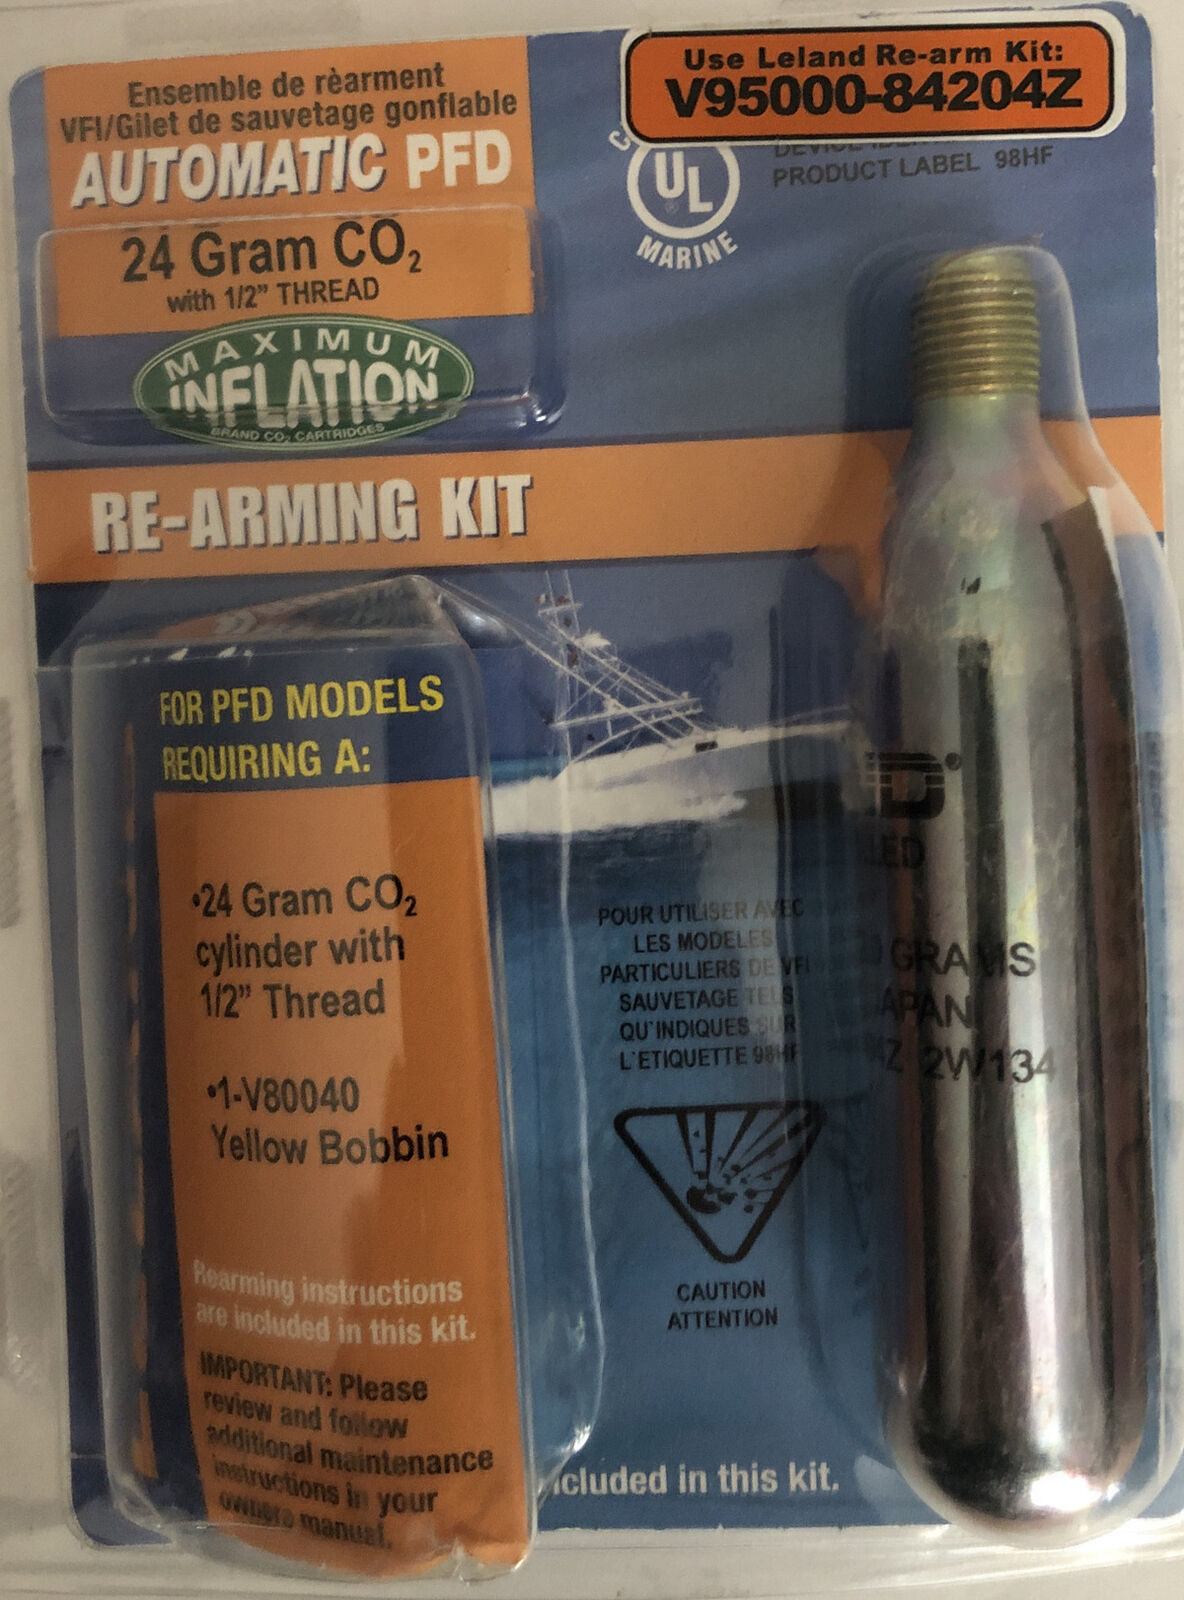 Ensemble de rèarment
VFI/Gilet de sauvetage gonflable
AUTOMATIC PFD
24 Gram CO₂
with 1/2” THREAD
MAXIMUM
INFLATION
BRAND CO₂ CARTRIDGES
Use Leland Re-arm Kit:
V95000-84204Z
UL
®
MARINE
PRODUCT LABEL 98HF
RE-ARMING KIT
FOR PFD MODELS
REQUIRING A:
•24 Gram CO₂
cylinder with
1/2” Thread
•1-V80040
Yellow Bobbin
Rearming instructions
are included in this kit.
IMPORTANT: Please
review and follow
additional maintenance
instructions in your
owners manual.
POUR UTILISER AVEC
LES MODELES
PARTICULIERS DE VFI
SAUVETAGE TELS
QU'INDIQUES SUR
L'ETIQUETTE 98HF
CAUTION
ATTENTION
included in this kit.
D®
LED
GRAMS
APAN
Z 2W134